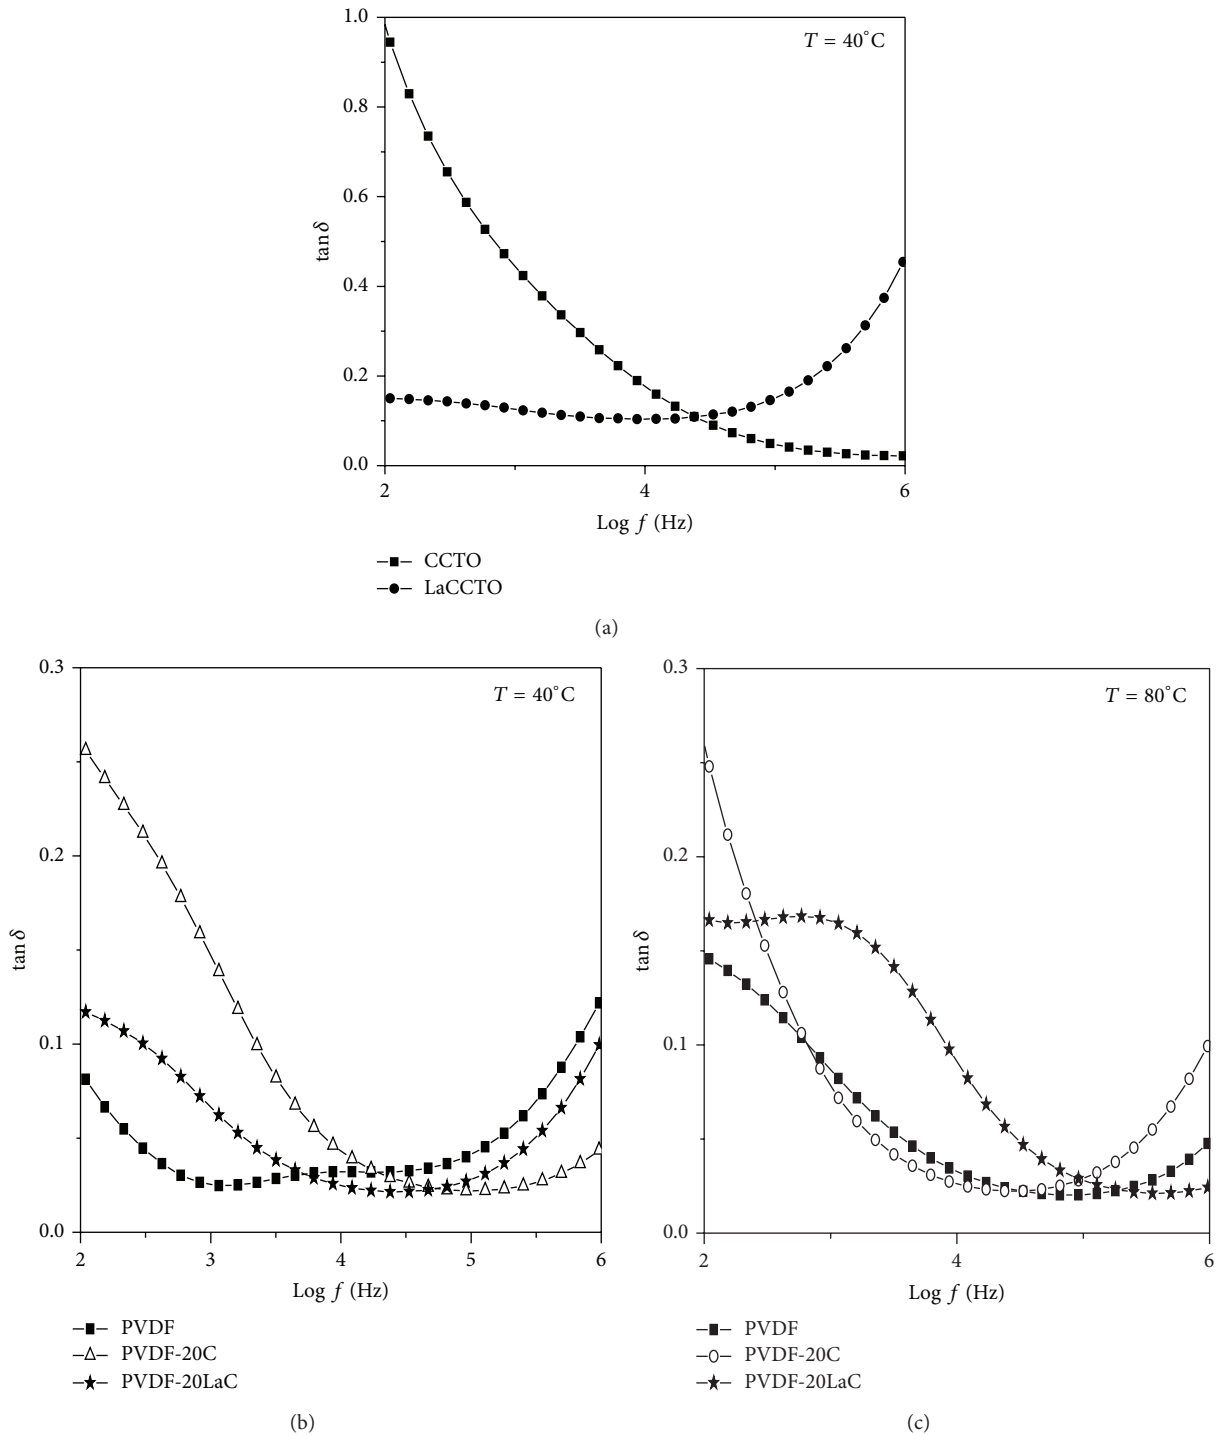 1.0
T = 40°C
0.8
0.6
tan δ
0.4
0.2
0.0
2 4 6
Log f (Hz)
CCTO
LaCCTO
(a)
0.3
T = 40°C
0.2
tan δ
0.1
0.0
2 3 4 5 6
Log f (Hz)
PVDF
PVDF-20C
PVDF-20LaC
(b)
0.3
T = 80°C
0.2
tan δ
0.1
0.0
2 4 6
Log f (Hz)
PVDF
PVDF-20C
PVDF-20LaC
(c)